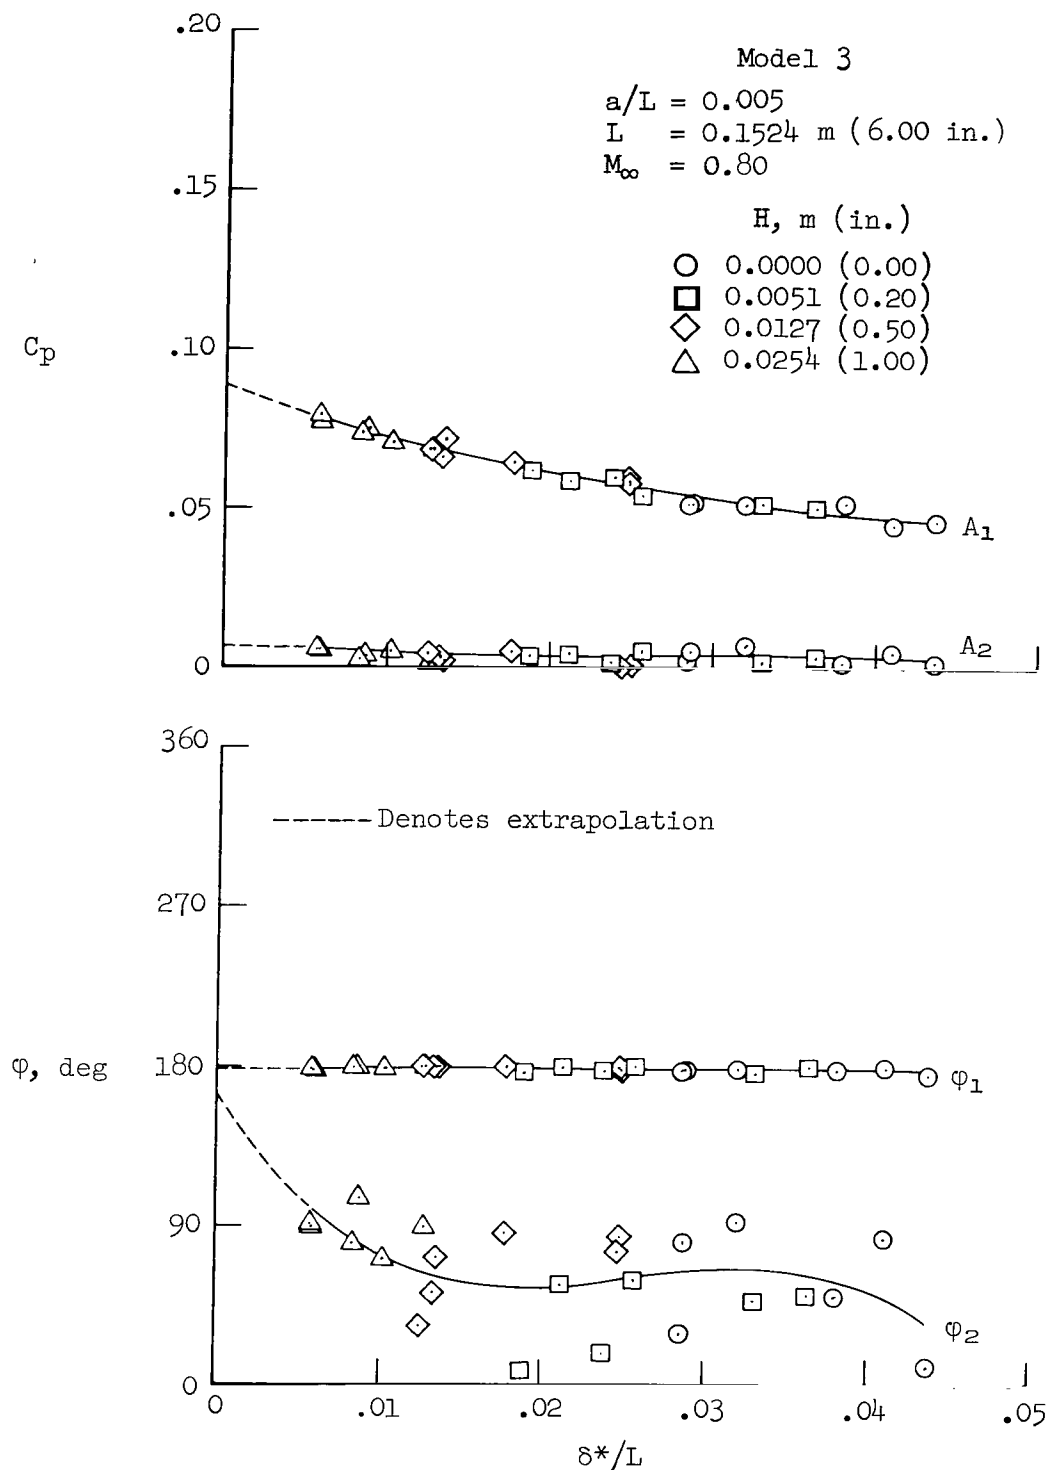 Model 3
a/L = 0.005
L = 0.1524 m (6.00 in.)
M∞ = 0.80
H, m (in.)
0.0000 (0.00)
0.0051 (0.20)
0.0127 (0.50)
0.0254 (1.00)
.20
.15
Cp
.10
.05
0
A1
A2
360
----- Denotes extrapolation
270
φ, deg
180
90
0
φ1
φ2
0 .01 .02 .03 .04 .05
δ*/L